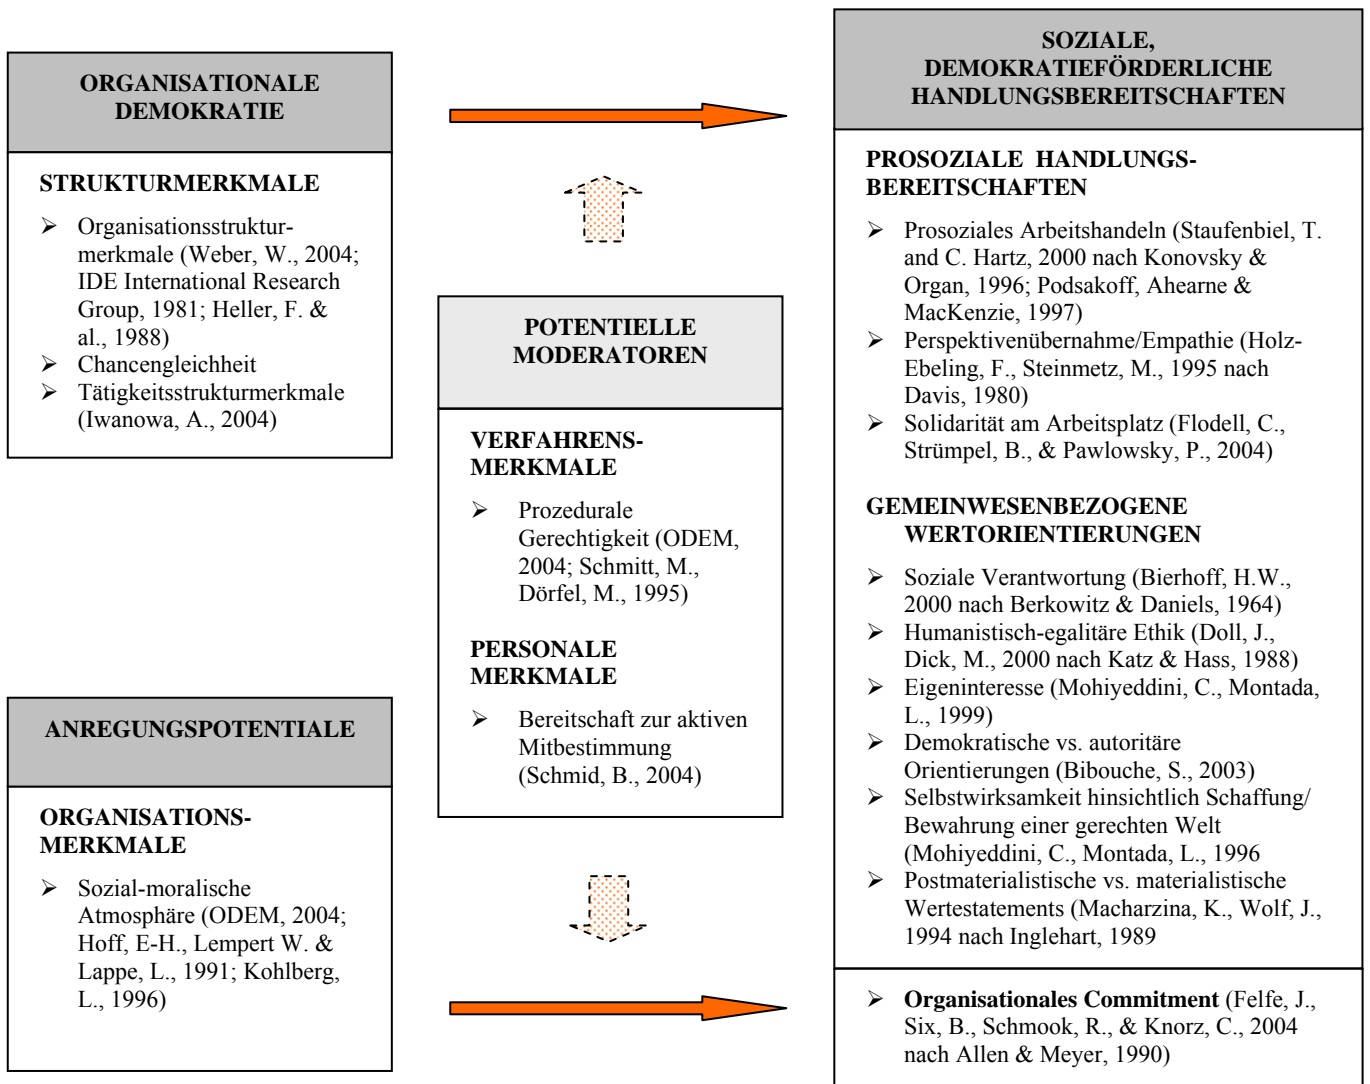 ORGANISATIONALE
DEMOKRATIE
STRUKTURMERKMALE
➢ Organisationsstruktur-
merkmale (Weber, W., 2004;
IDE International Research
Group, 1981; Heller, F. &
al., 1988)
➢ Chancengleichheit
➢ Tätigkeitsstrukturmerkmale
(Iwanowa, A., 2004)
ANREGUNGSPOTENTIALE
ORGANISATIONS-
MERKMALE
➢ Sozial-moralische
Atmosphäre (ODEM, 2004;
Hoff, E-H., Lempert W. &
Lappe, L., 1991; Kohlberg,
L., 1996)
POTENTIELLE
MODERATOREN
VERFAHRENS-
MERKMALE
➢ Prozedurale
Gerechtigkeit (ODEM,
2004; Schmitt, M.,
Dörfel, M., 1995)
PERSONALE
MERKMALE
➢ Bereitschaft zur aktiven
Mitbestimmung
(Schmid, B., 2004)
SOZIALE,
DEMOKRATIEFÖRDERLICHE
HANDLUNGSBEREITSCHAFTEN
PROSOZIALE HANDLUNGS-
BEREITSCHAFTEN
➢ Prosoziales Arbeitshandeln (Staufenbiel, T.
and C. Hartz, 2000 nach Konovsky &
Organ, 1996; Podsakoff, Ahearne &
MacKenzie, 1997)
➢ Perspektivenübernahme/Empathie (Holz-
Ebeling, F., Steinmetz, M., 1995 nach
Davis, 1980)
➢ Solidarität am Arbeitsplatz (Flodell, C.,
Strümpel, B., & Pawlowsky, P., 2004)
GEMEINWESENBEZOGENE
WERTORIENTIERUNGEN
➢ Soziale Verantwortung (Bierhoff, H.W.,
2000 nach Berkowitz & Daniels, 1964)
➢ Humanistisch-egalitäre Ethik (Doll, J.,
Dick, M., 2000 nach Katz & Hass, 1988)
➢ Eigeninteresse (Mohiyeddini, C., Montada,
L., 1999)
➢ Demokratische vs. autoritäre
Orientierungen (Bibouche, S., 2003)
➢ Selbstwirksamkeit hinsichtlich Schaffung/
Bewahrung einer gerechten Welt
(Mohiyeddini, C., Montada, L., 1996
➢ Postmaterialistische vs. materialistische
Wertestatements (Macharzina, K., Wolf, J.,
1994 nach Inglehart, 1989
➢ Organisationales Commitment (Felfe, J.,
Six, B., Schmook, R., & Knorz, C., 2004
nach Allen & Meyer, 1990)